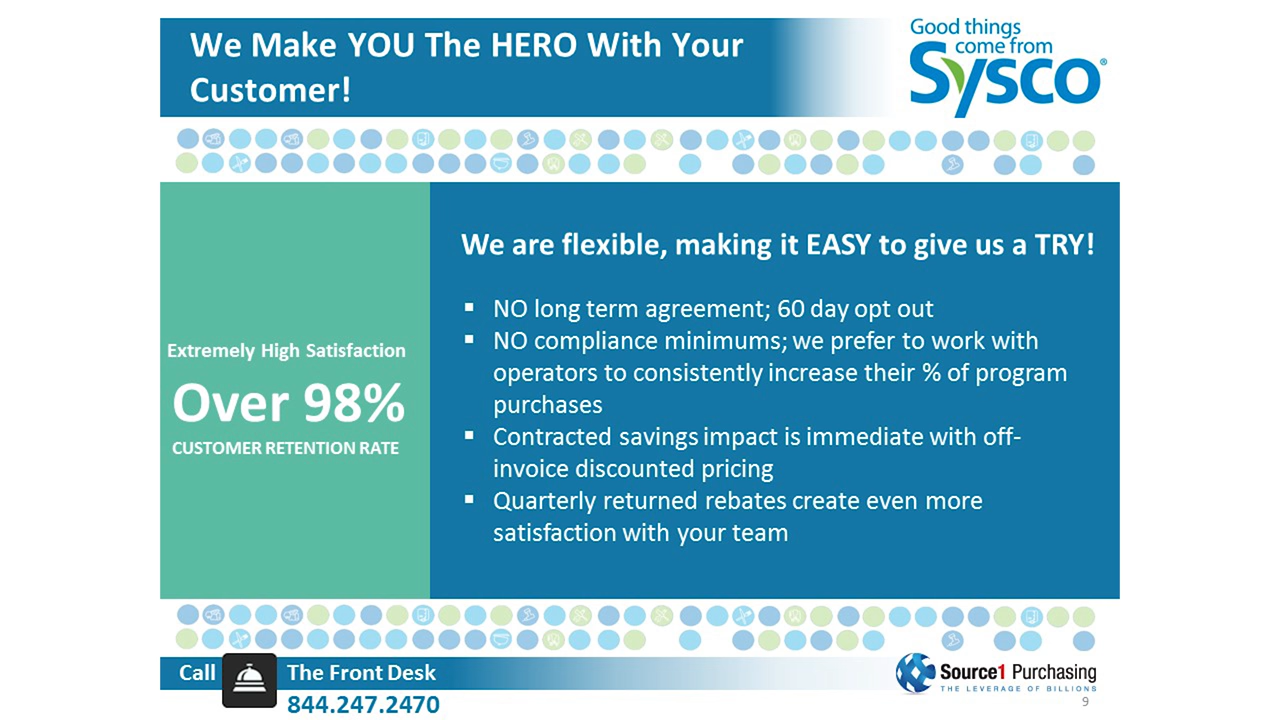 We Make YOU The HERO With Your
Customer!
Good things
come from
Sysco®
Extremely High Satisfaction
Over 98%
CUSTOMER RETENTION RATE
We are flexible, making it EASY to give us a TRY!
▪ NO long term agreement; 60 day opt out
▪ NO compliance minimums; we prefer to work with
operators to consistently increase their % of program
purchases
▪ Contracted savings impact is immediate with off-
invoice discounted pricing
▪ Quarterly returned rebates create even more
satisfaction with your team
Call The Front Desk
844.247.2470
Source1 Purchasing
THE LEVERAGE OF BILLIONS
9